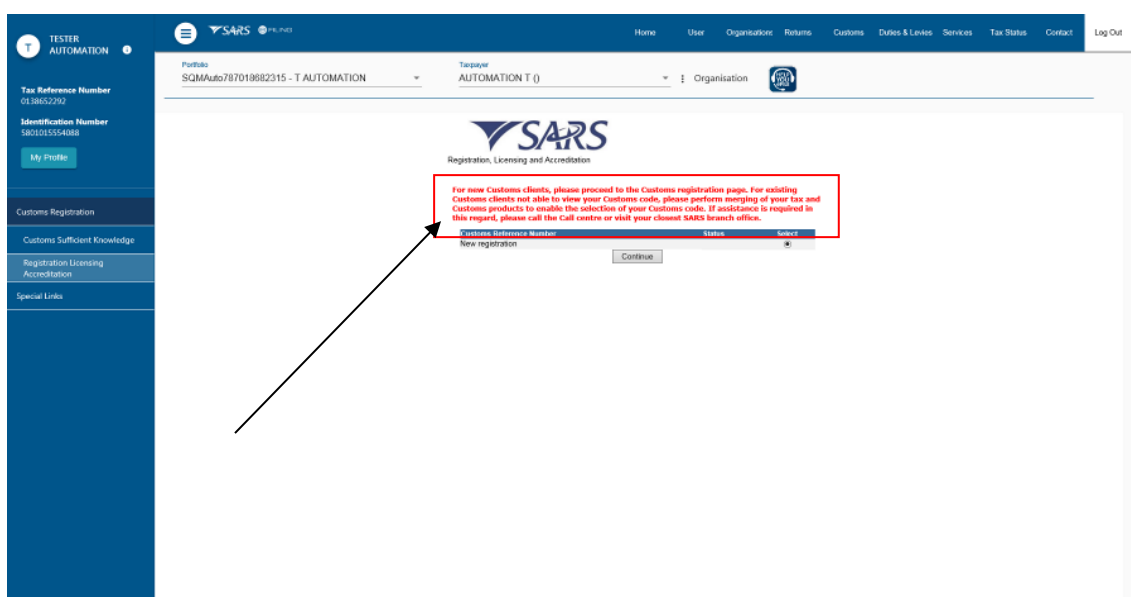 T
TESTER
AUTOMATION
Tax Reference Number
0138652292
Identification Number
5801015554088
My Profile
Customs Registration
Customs Sufficient Knowledge
Registration Licensing
Accreditation
Special Links
SARS eFILING
Home User Organisations Returns Customs Duties & Levies Services Tax Status Contact Log Out
Portfolio
SQMAuto787018682315 - T AUTOMATION
Taxpayer
AUTOMATION T ()
Organisation
SARS
Registration, Licensing and Accreditation
For new Customs clients, please proceed to the Customs registration page. For existing
Customs clients not able to view your Customs code, please perform merging of your tax and
Customs products to enable the selection of your Customs code. If assistance is required in
this regard, please call the Call centre or visit your closest SARS branch office.
Customs Reference Number Status Select
New registration
Continue